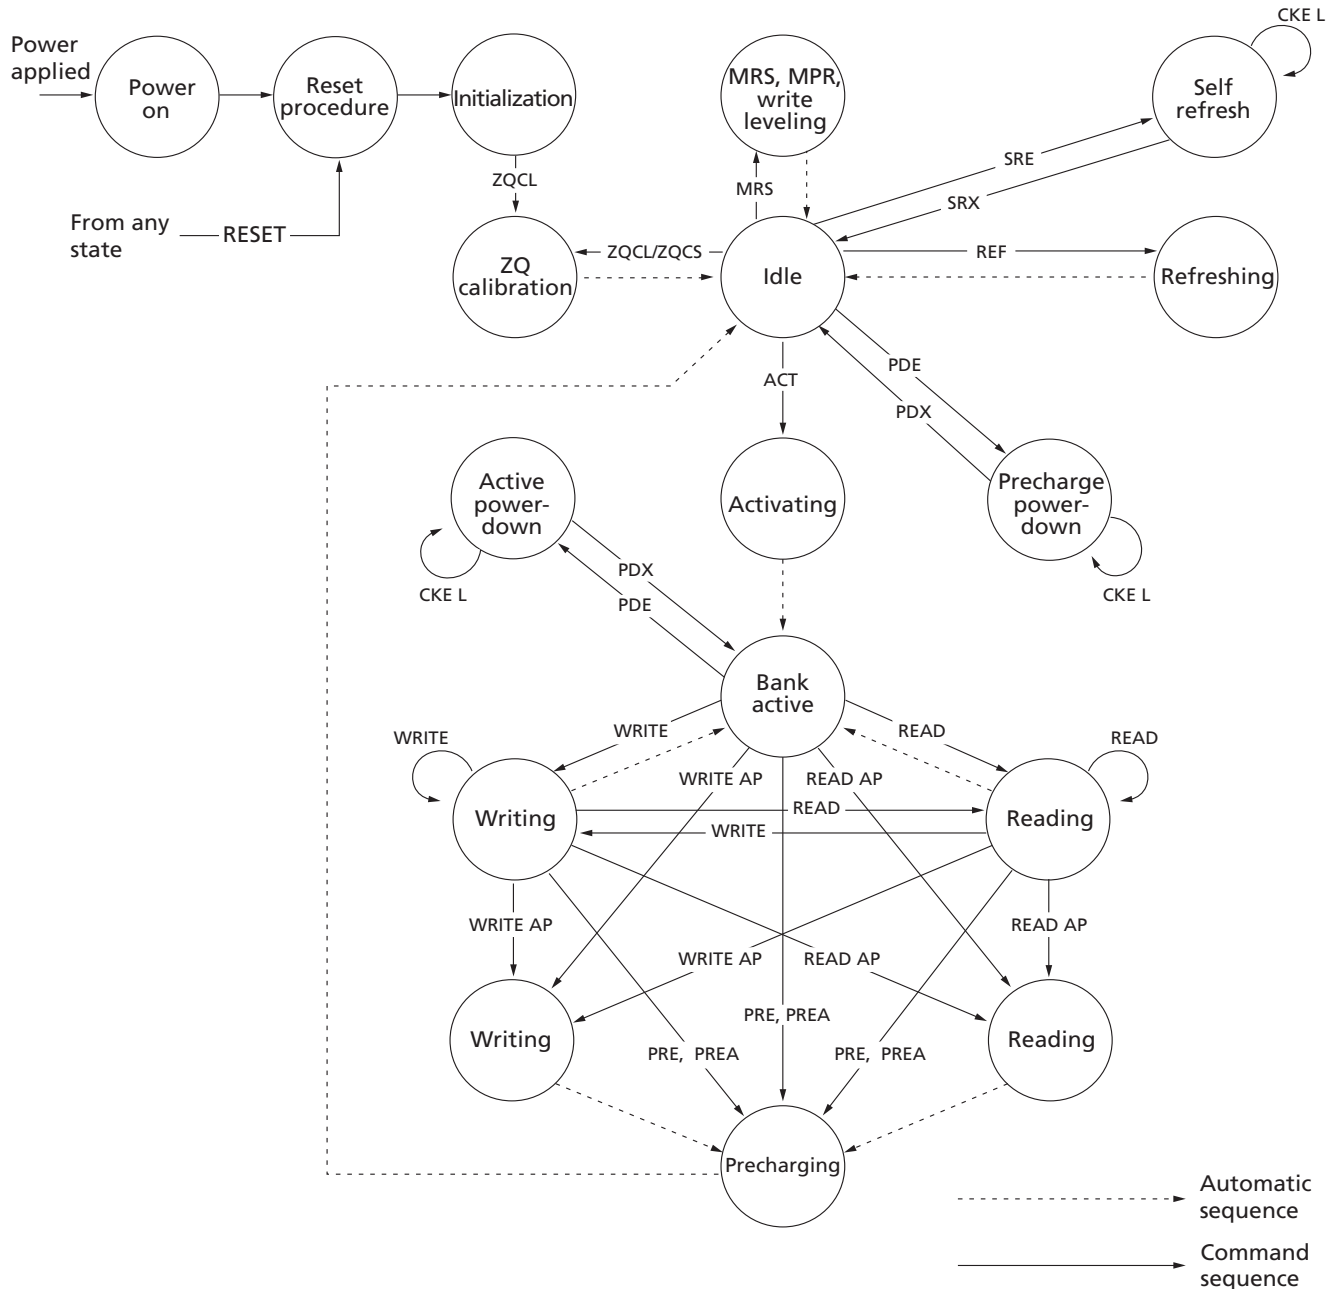 CKE L
Power
applied
Power
on
Reset
procedure
Initialization
MRS, MPR,
write
leveling
Self
refresh
SRE
ZQCL
MRS
SRX
From any
state
RESET
ZQCL/ZQCS
REF
ZQ
calibration
Idle
Refreshing
PDE
ACT
PDX
Active
power-
down
Activating
Precharge
power-
down
PDX
CKE L
PDE
CKE L
Bank
active
WRITE
WRITE
READ
READ
WRITE AP
READ AP
Writing
READ
WRITE
Reading
WRITE AP
READ AP
WRITE AP
READ AP
PRE, PREA
Writing
Reading
PRE, PREA
PRE, PREA
Precharging
Automatic
sequence
Command
sequence